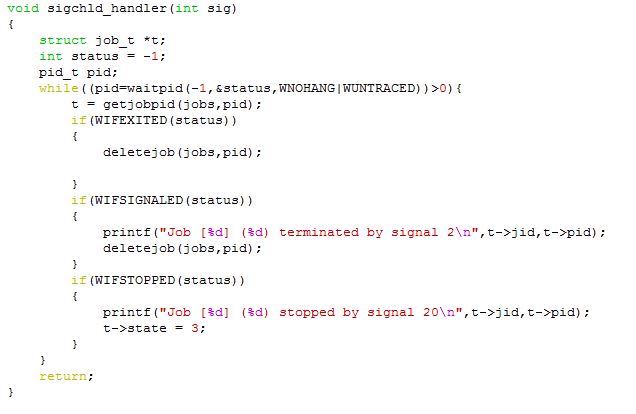 void sigchld_handler(int sig)
{
    struct job_t *t;
    int status = -1;
    pid_t pid;
    while((pid=waitpid(-1,&status,WNOHANG|WUNTRACED))>0){
        t = getjobpid(jobs,pid);
        if(WIFEXITED(status))
        {
            deletejob(jobs,pid);

        }
        if(WIFSIGNALED(status))
        {
            printf("Job [%d] (%d) terminated by signal 2\n",t->jid,t->pid);
            deletejob(jobs,pid);
        }
        if(WIFSTOPPED(status))
        {
            printf("Job [%d] (%d) stopped by signal 20\n",t->jid,t->pid);
            t->state = 3;
        }
    }
    return;
}